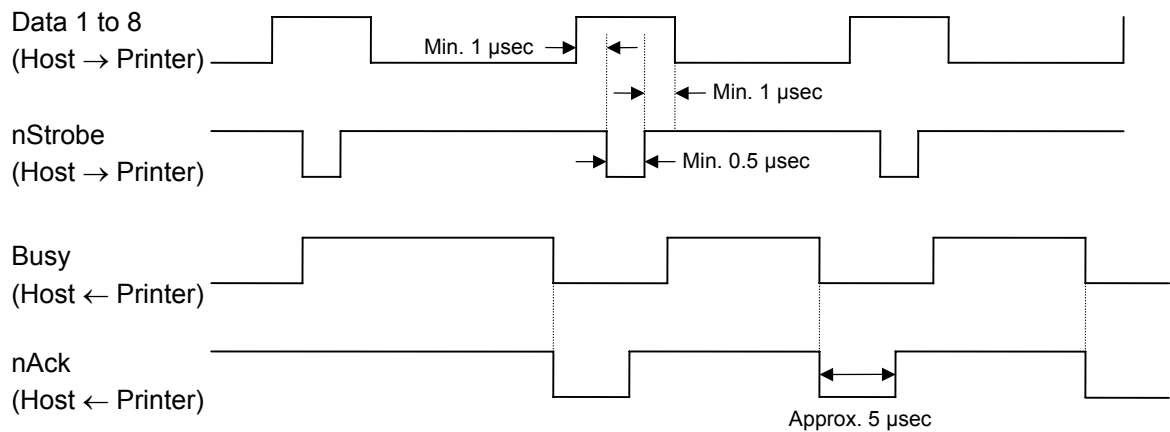 Data 1 to 8
(Host → Printer)
Min. 1 µsec
Min. 1 µsec
nStrobe
(Host → Printer)
Min. 0.5 µsec
Busy
(Host ← Printer)
nAck
(Host ← Printer)
Approx. 5 µsec